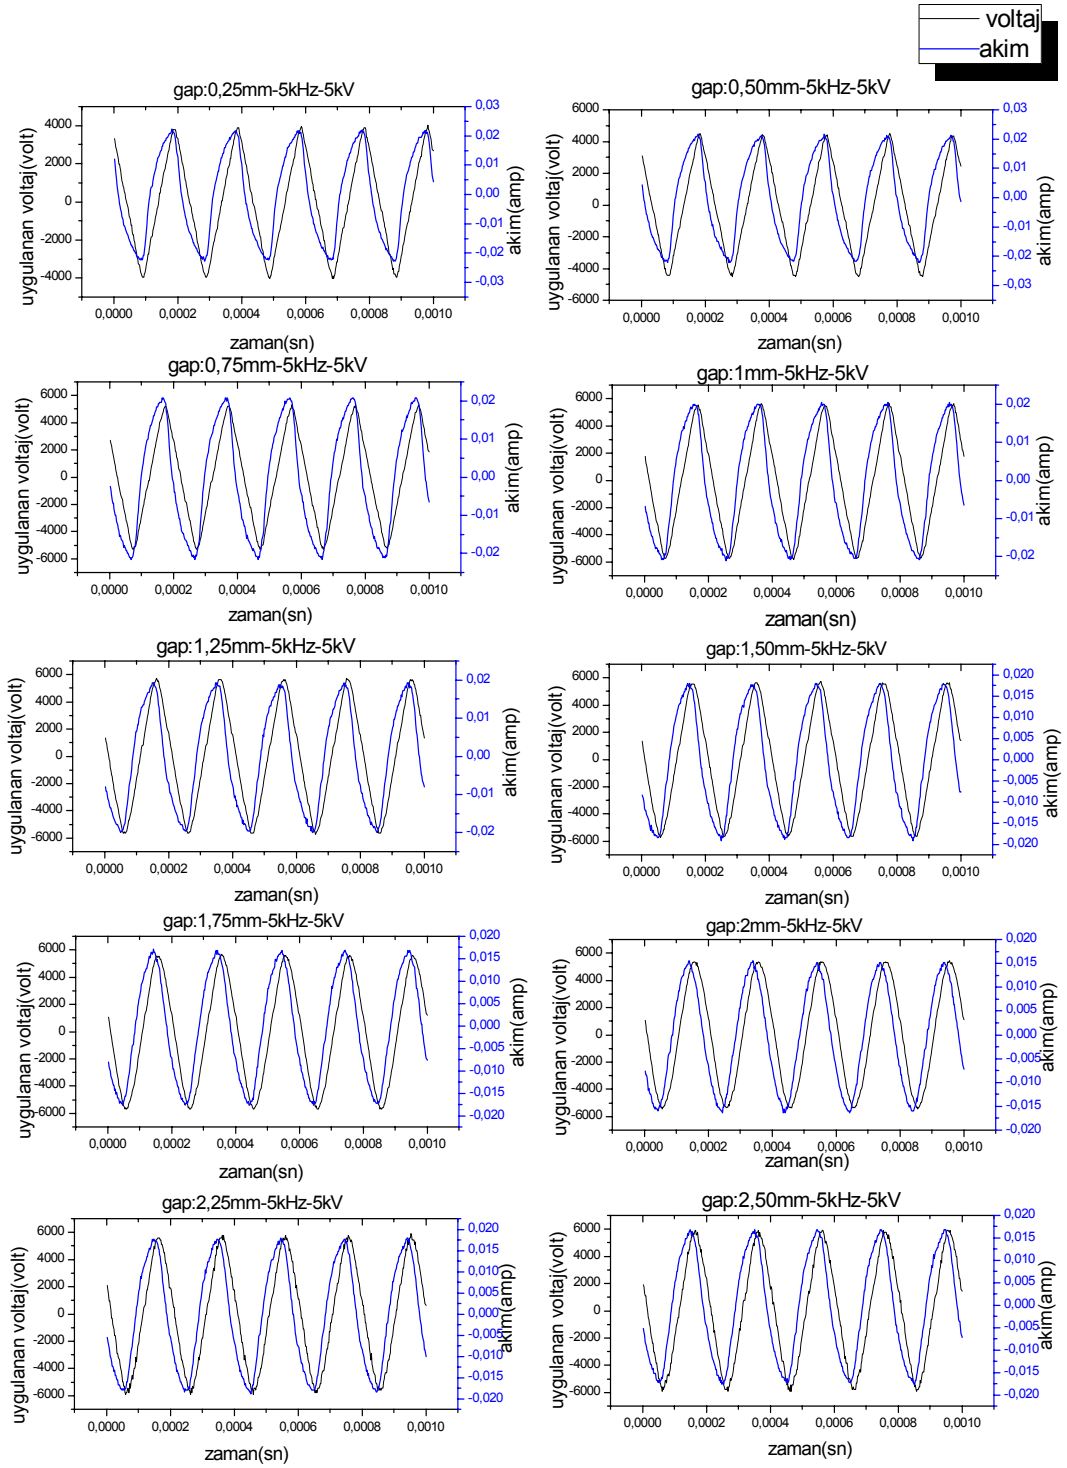 voltaj
akim
gap:0,25mm-5kHz-5kV
uygulanan voltaj(volt)
4000
2000
0
-2000
-4000
0,03
0,02
0,01
0,00
-0,01
-0,02
-0,03
akim(amp)
0,0000 0,0002 0,0004 0,0006 0,0008 0,0010
zaman(sn)
gap:0,50mm-5kHz-5kV
uygulanan voltaj(volt)
6000
4000
2000
0
-2000
-4000
-6000
0,03
0,02
0,01
0,00
-0,01
-0,02
-0,03
akim(amp)
0,0000 0,0002 0,0004 0,0006 0,0008 0,0010
zaman(sn)
gap:0,75mm-5kHz-5kV
uygulanan voltaj(volt)
6000
4000
2000
0
-2000
-4000
-6000
0,02
0,01
0,00
-0,01
-0,02
akim(amp)
0,0000 0,0002 0,0004 0,0006 0,0008 0,0010
zaman(sn)
gap:1mm-5kHz-5kV
uygulanan voltaj(volt)
6000
4000
2000
0
-2000
-4000
-6000
0,02
0,01
0,00
-0,01
-0,02
akim(amp)
0,0000 0,0002 0,0004 0,0006 0,0008 0,0010
zaman(sn)
gap:1,25mm-5kHz-5kV
uygulanan voltaj(volt)
6000
4000
2000
0
-2000
-4000
-6000
0,02
0,01
0,00
-0,01
-0,02
akim(amp)
0,0000 0,0002 0,0004 0,0006 0,0008 0,0010
zaman(sn)
gap:1,50mm-5kHz-5kV
uygulanan voltaj(volt)
6000
4000
2000
0
-2000
-4000
-6000
0,020
0,015
0,010
0,005
0,000
-0,005
-0,010
-0,015
-0,020
akim(amp)
0,0000 0,0002 0,0004 0,0006 0,0008 0,0010
zaman(sn)
gap:1,75mm-5kHz-5kV
uygulanan voltaj(volt)
6000
4000
2000
0
-2000
-4000
-6000
0,020
0,015
0,010
0,005
0,000
-0,005
-0,010
-0,015
-0,020
akim(amp)
0,0000 0,0002 0,0004 0,0006 0,0008 0,0010
zaman(sn)
gap:2mm-5kHz-5kV
uygulanan voltaj(volt)
6000
4000
2000
0
-2000
-4000
-6000
0,020
0,015
0,010
0,005
0,000
-0,005
-0,010
-0,015
-0,020
akim(amp)
0,0000 0,0002 0,0004 0,0006 0,0008 0,0010
zaman(sn)
gap:2,25mm-5kHz-5kV
uygulanan voltaj(volt)
6000
4000
2000
0
-2000
-4000
-6000
0,020
0,015
0,010
0,005
0,000
-0,005
-0,010
-0,015
-0,020
akim(amp)
0,0000 0,0002 0,0004 0,0006 0,0008 0,0010
zaman(sn)
gap:2,50mm-5kHz-5kV
uygulanan voltaj(volt)
6000
4000
2000
0
-2000
-4000
-6000
0,020
0,015
0,010
0,005
0,000
-0,005
-0,010
-0,015
-0,020
akim(amp)
0,0000 0,0002 0,0004 0,0006 0,0008 0,0010
zaman(sn)